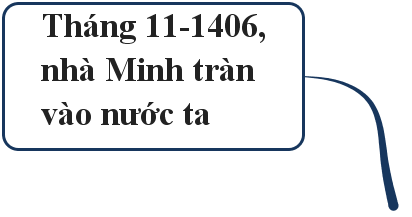 Tháng 11-1406,
nhà Minh tràn
vào nước ta